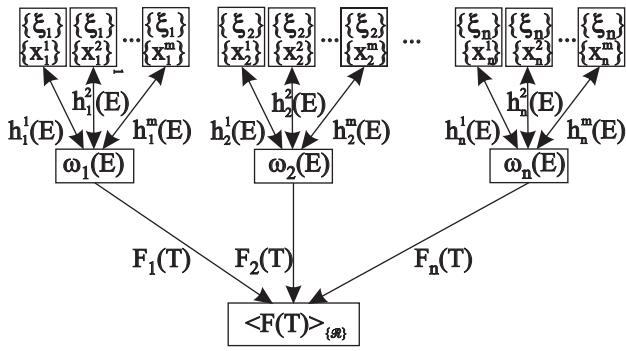 {ξ₁} {ξ₁} ... {ξ₁} {ξ₂} {ξ₂} ... {ξ₂} ... {ξₙ} {ξₙ} ... {ξₙ}
{x₁¹} {x₁²} {x₁ᵐ} {x₂¹} {x₂²} {x₂ᵐ} {xₙ¹} {xₙ²} {xₙᵐ}
h₁²(E) h₂²(E) hₙ²(E)
h₁¹(E) h₁ᵐ(E) h₂¹(E) h₂ᵐ(E) hₙ¹(E) hₙᵐ(E)
ω₁(E) ω₂(E) ωₙ(E)
F₁(T) F₂(T) Fₙ(T)
<F(T)>_{ℛ}